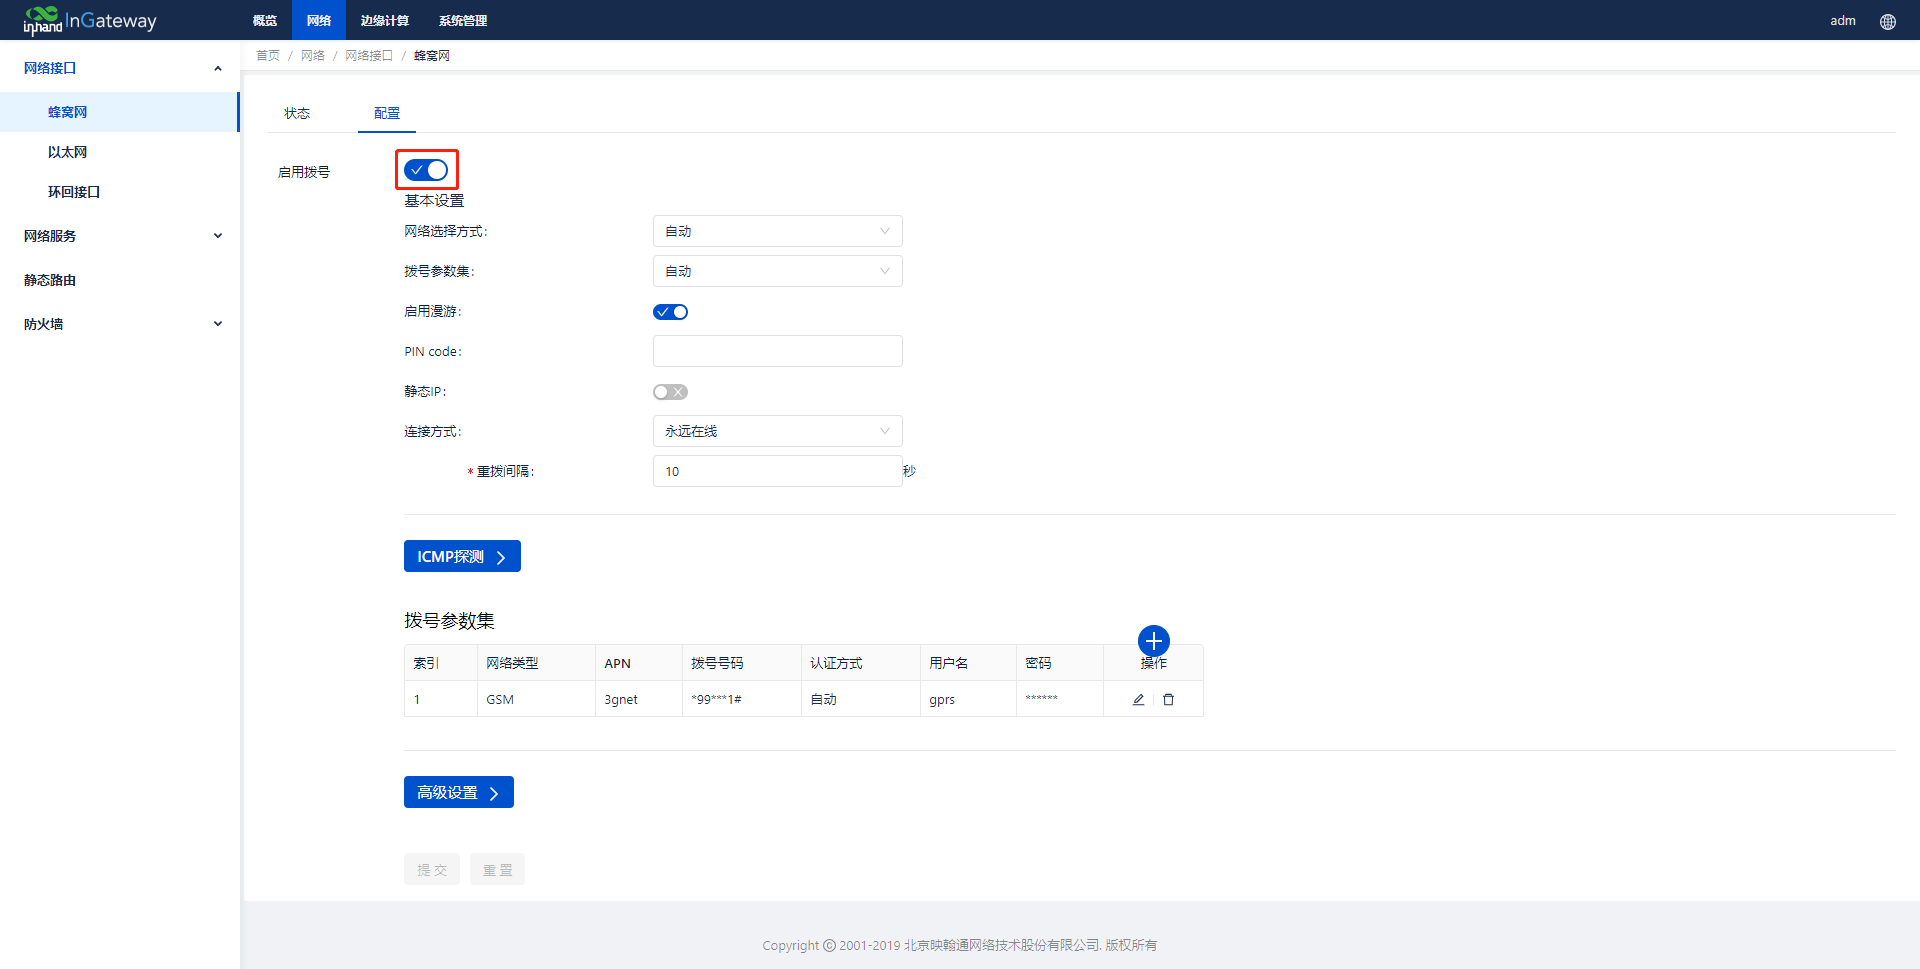 inhand InGateway 概览 网络 边缘计算 系统管理 adm
首页 / 网络 / 网络接口 / 蜂窝网
网络接口
蜂窝网
以太网
环回接口
网络服务
静态路由
防火墙
状态 配置
启用拨号
基本设置
网络选择方式: 自动
拨号参数集: 自动
启用漫游:
PIN code:
静态IP:
连接方式: 永远在线
* 重拨间隔: 10 秒
ICMP探测
拨号参数集
索引 网络类型 APN 拨号号码 认证方式 用户名 密码 操作
1 GSM 3gnet *99***1# 自动 gprs ******
高级设置
提交 重置
Copyright © 2001-2019 北京映翰通网络技术股份有限公司. 版权所有